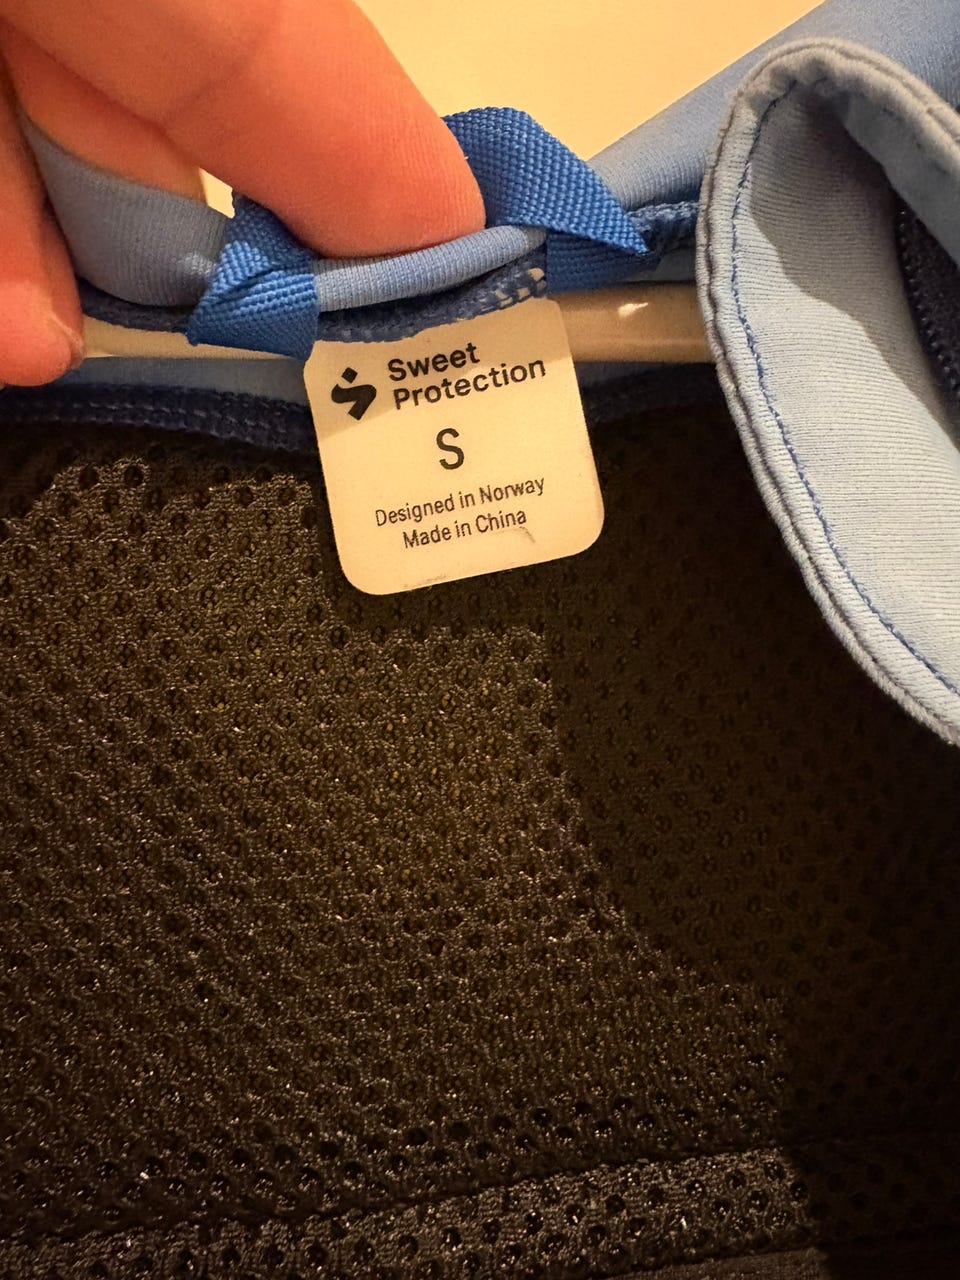 Sweet
Protection
S
Designed in Norway
Made in China